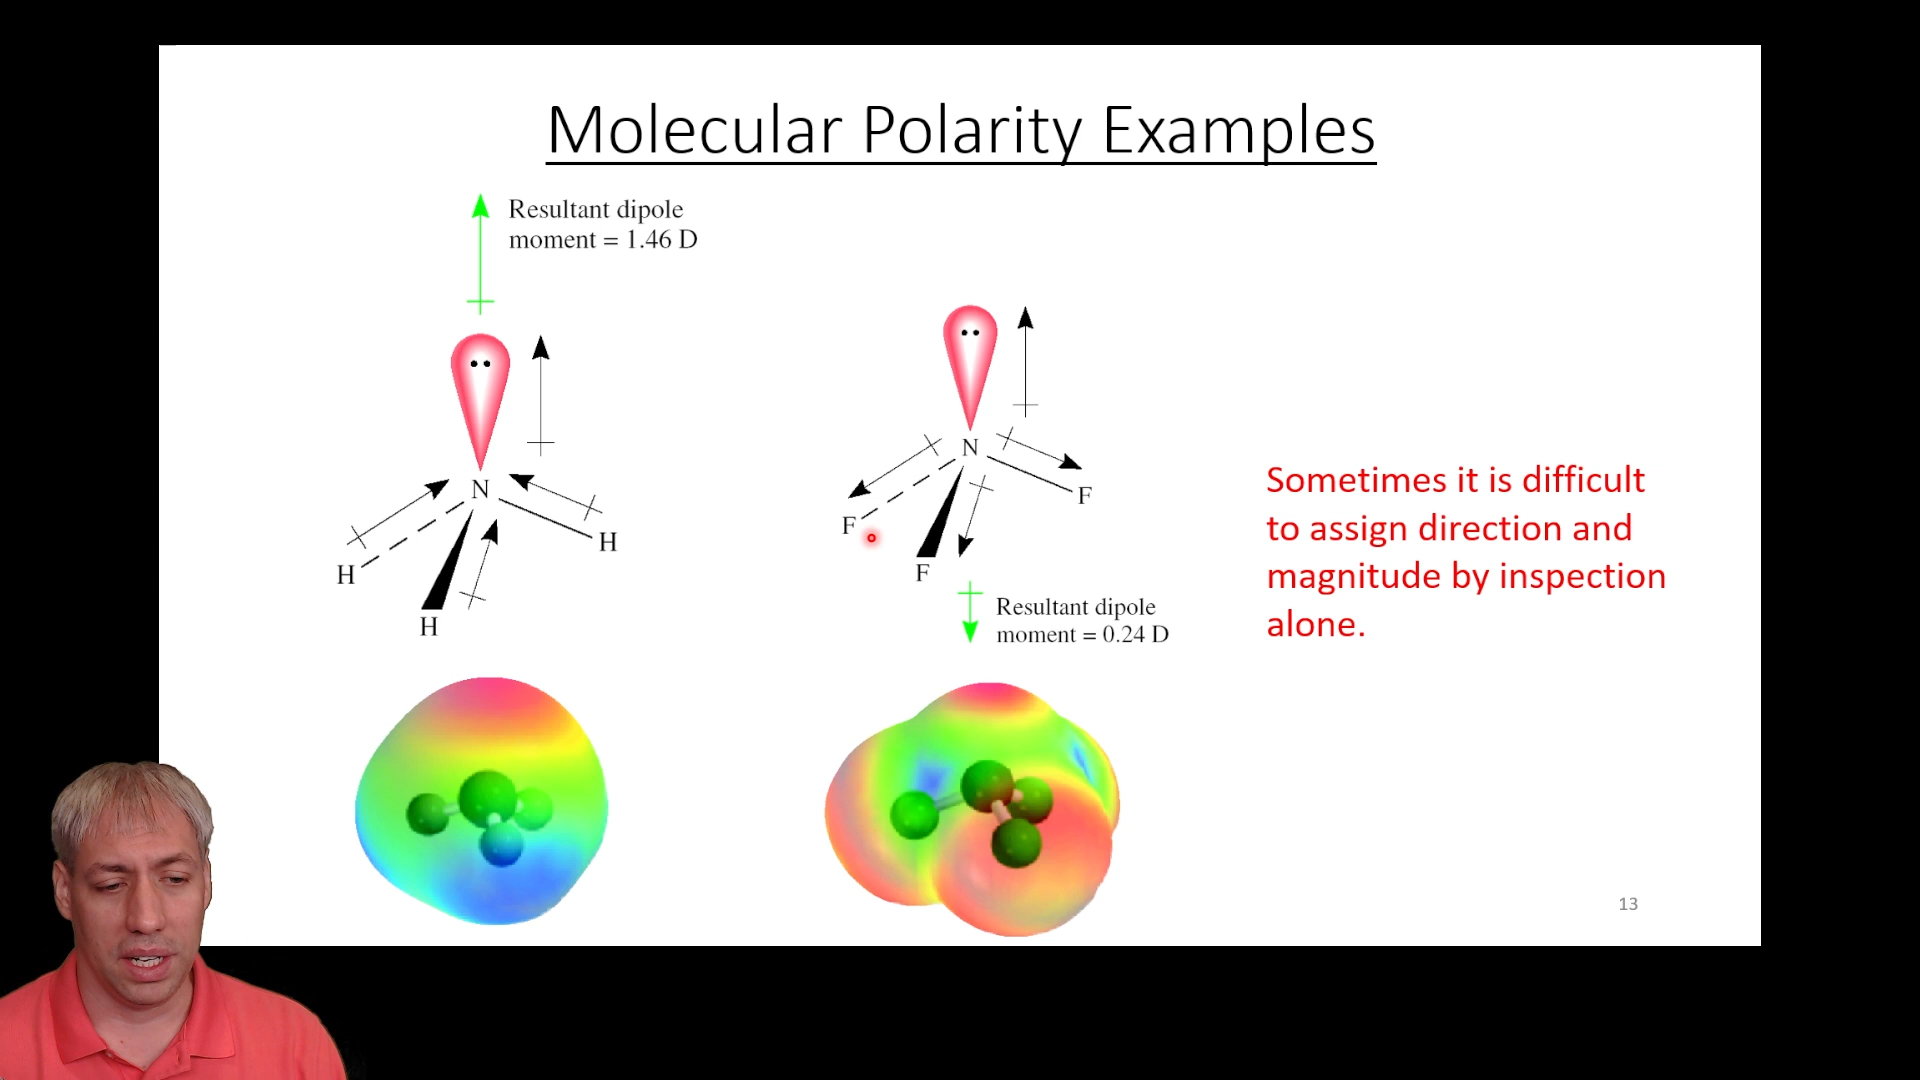 Molecular Polarity Examples
Resultant dipole
moment = 1.46 D
N
H
H
H
N
F
F
F
Resultant dipole
moment = 0.24 D
Sometimes it is difficult
to assign direction and
magnitude by inspection
alone.
13